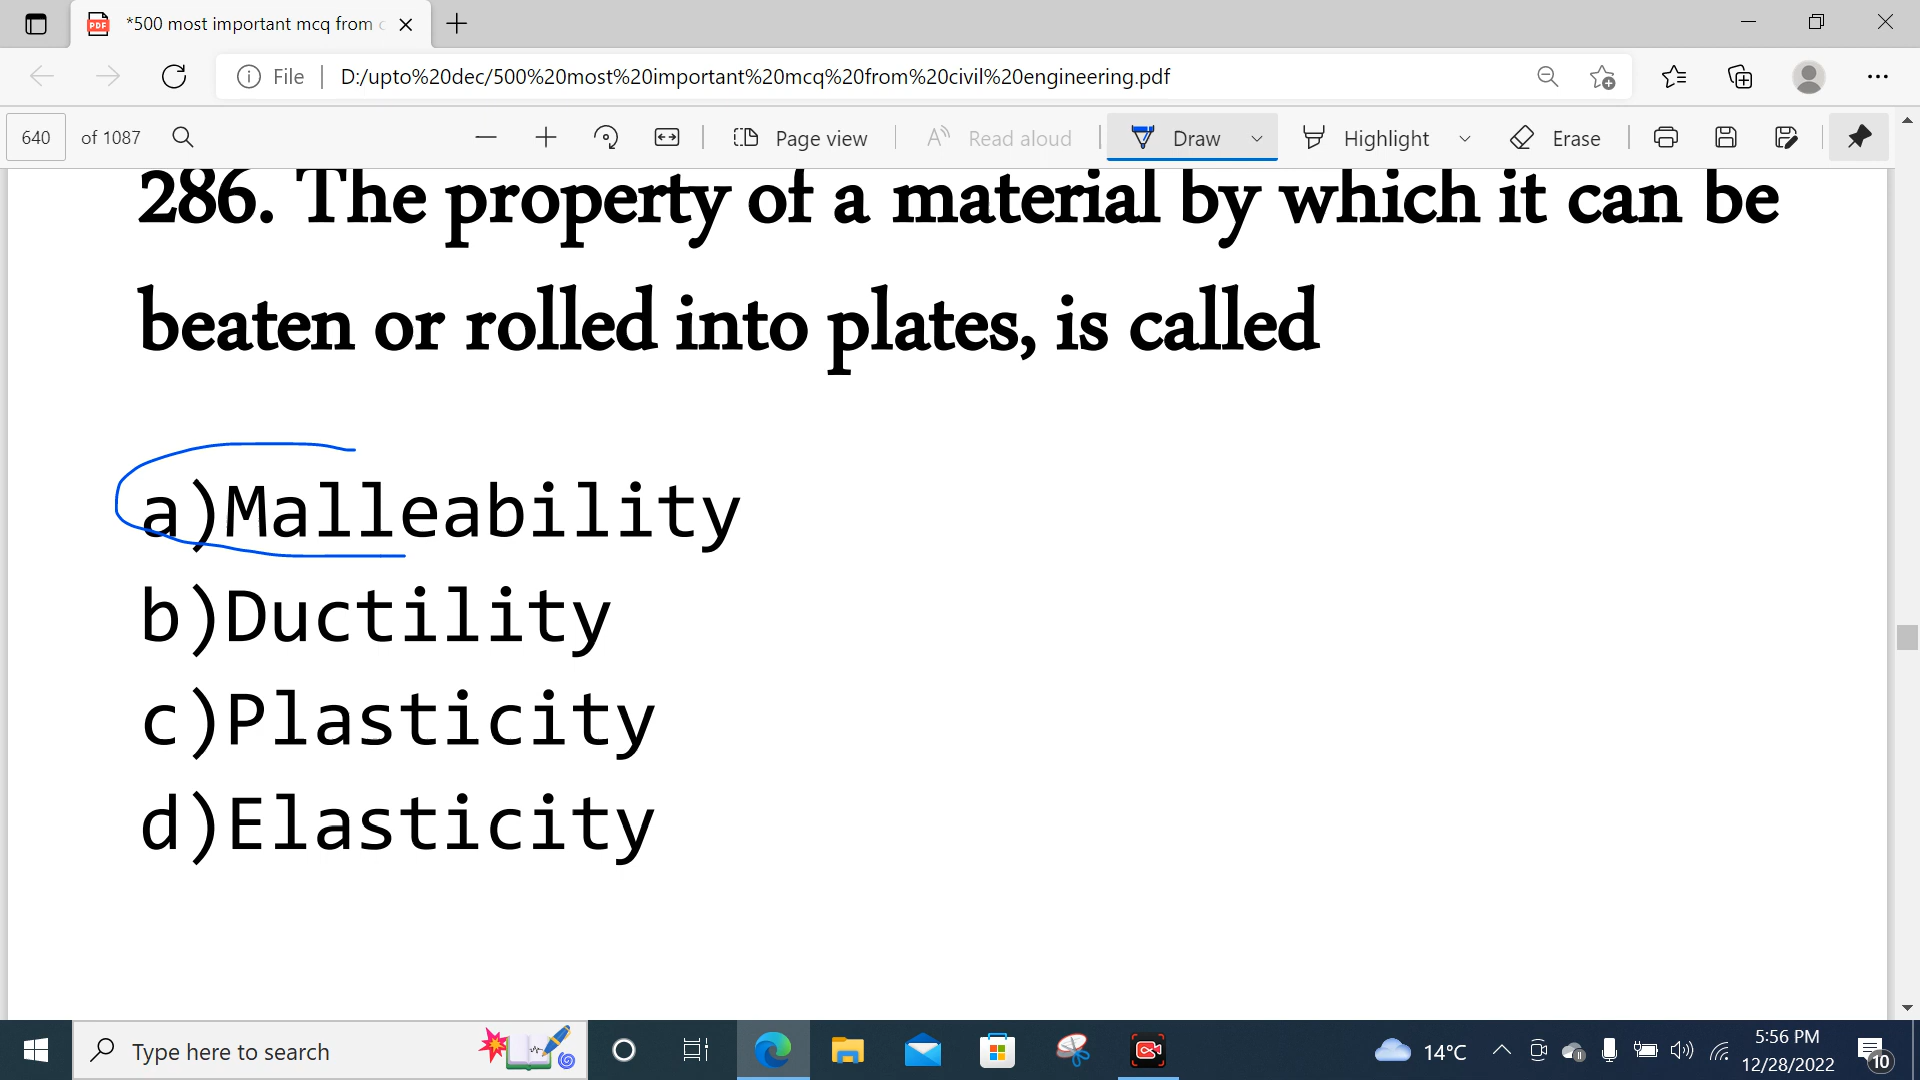 *500 most important mcq from c
File
D:/upto%20dec/500%20most%20important%20mcq%20from%20civil%20engineering.pdf
640 of 1087
Page view
Read aloud
Draw
Highlight
Erase
286. The property of a material by which it can be
beaten or rolled into plates, is called
a)Malleability
b)Ductility
c)Plasticity
d)Elasticity
Type here to search
14°C
5:56 PM
12/28/2022
10